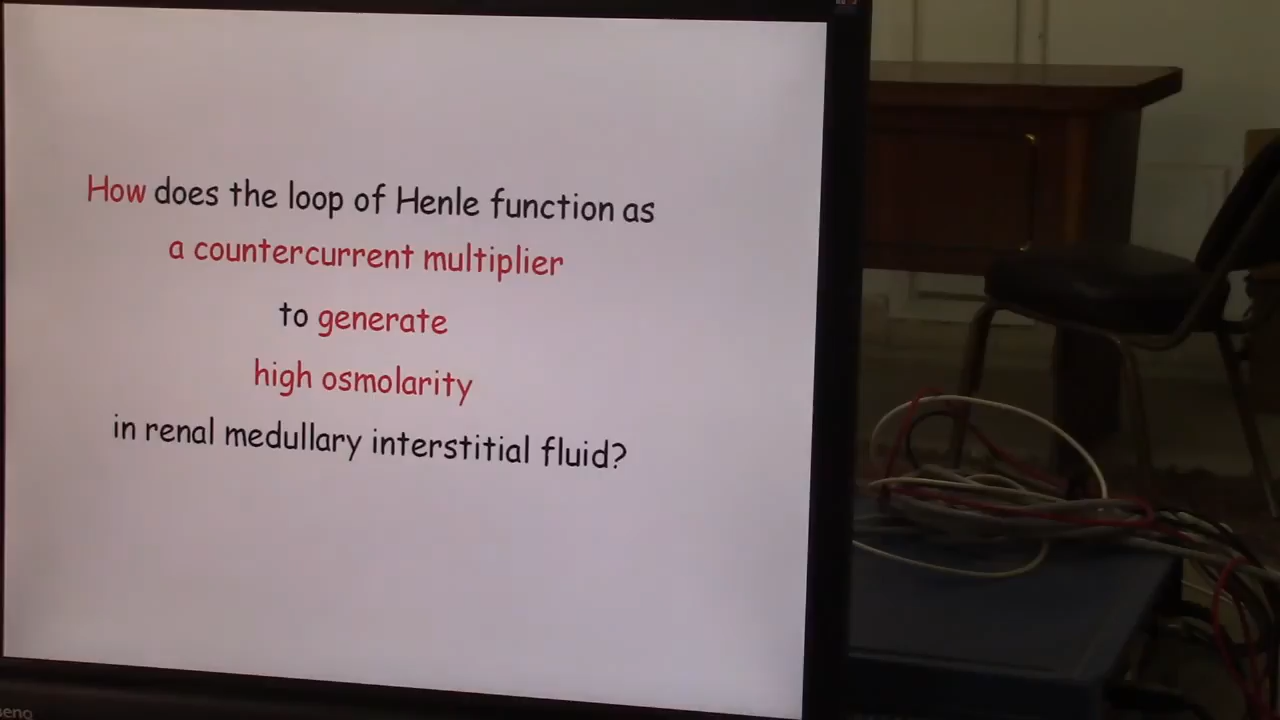 How does the loop of Henle function as
a countercurrent multiplier
to generate
high osmolarity
in renal medullary interstitial fluid?